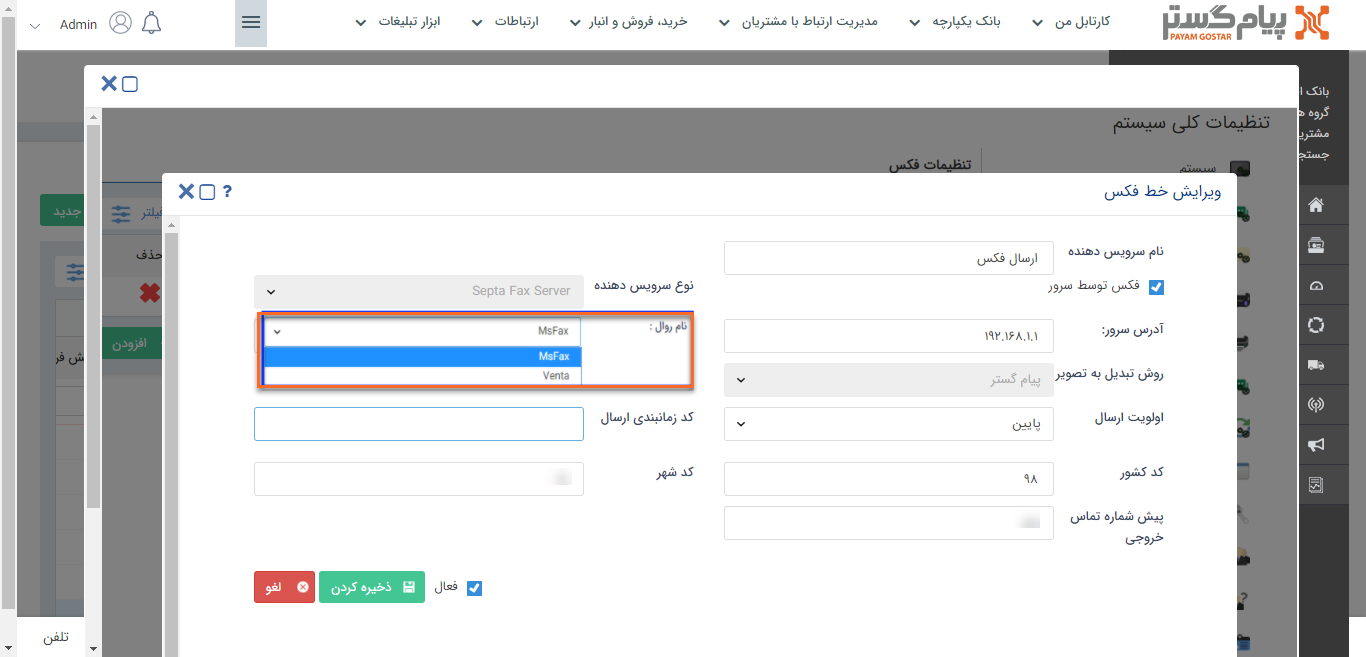 پیام گستر
PAYAM GOSTAR
کارتابل من
بانک یکپارچه
مدیریت ارتباط با مشتریان
خرید، فروش و انبار
ارتباطات
ابزار تبلیغات
Admin
بانک
گروه
جستجو
تنظیمات کلی سیستم
سیستم
تنظیمات فکس
جدید
فیلتر
حذف
افزودن
ویرایش خط فکس
?
نام سرویس دهنده
ارسال فکس
فکس توسط سرور
نوع سرویس دهنده
Septa Fax Server
آدرس سرور:
۱۹۲.۱۶۸.۱.۱
نام روال :
MsFax
MsFax
Venta
روش تبدیل به تصویر
پیام گستر
اولویت ارسال
پایین
کد زمانبندی ارسال
کد کشور
۹۸
کد شهر
پیش شماره تماس
خروجی
فعال
ذخیره کردن
لغو
تلفن